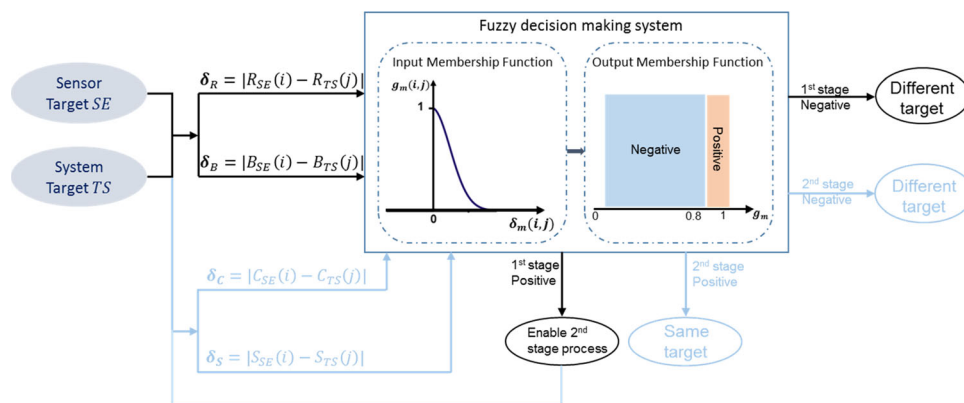 Fuzzy decision making system
Sensor
Target SE
System
Target TS
δ_R = |R_SE(i) − R_TS(j)|
δ_B = |B_SE(i) − B_TS(j)|
Input Membership Function
g_m(i,j)
1
0
δ_m(i,j)
Output Membership Function
Negative
Positive
0
0.8
1
g_m
1st stage
Negative
Different
target
2nd stage
Negative
Different
target
δ_C = |C_SE(i) − C_TS(j)|
δ_S = |S_SE(i) − S_TS(j)|
1st stage
Positive
Enable 2nd
stage process
2nd stage
Positive
Same
target